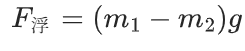 F浮 = (m₁ − m₂)g